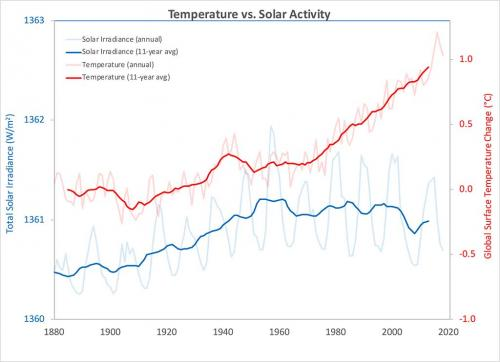 Temperature vs. Solar Activity
Solar Irradiance (annual)
Solar Irradiance (11-year avg)
Temperature (annual)
Temperature (11-year avg)
Total Solar Irradiance (W/m²)
1363
1362
1361
1360
1.0
0.5
0.0
-0.5
-1.0
Global Surface Temperature Change (°C)
1880
1900
1920
1940
1960
1980
2000
2020